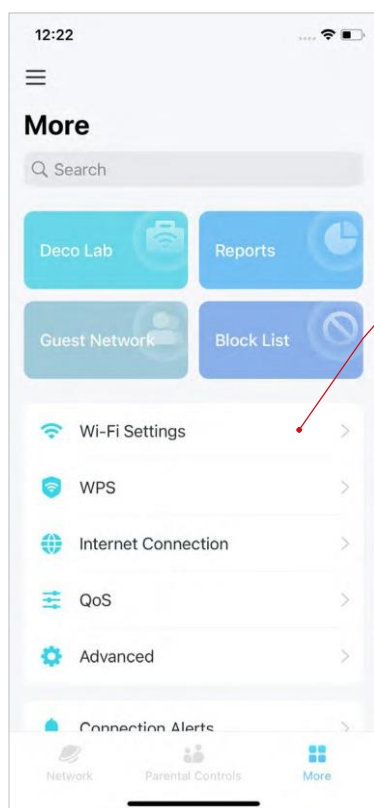 12:22
More
Search
Deco Lab
Reports
Guest Network
Block List
Wi-Fi Settings
WPS
Internet Connection
QoS
Advanced
Connection Alerts
Network Parental Controls More